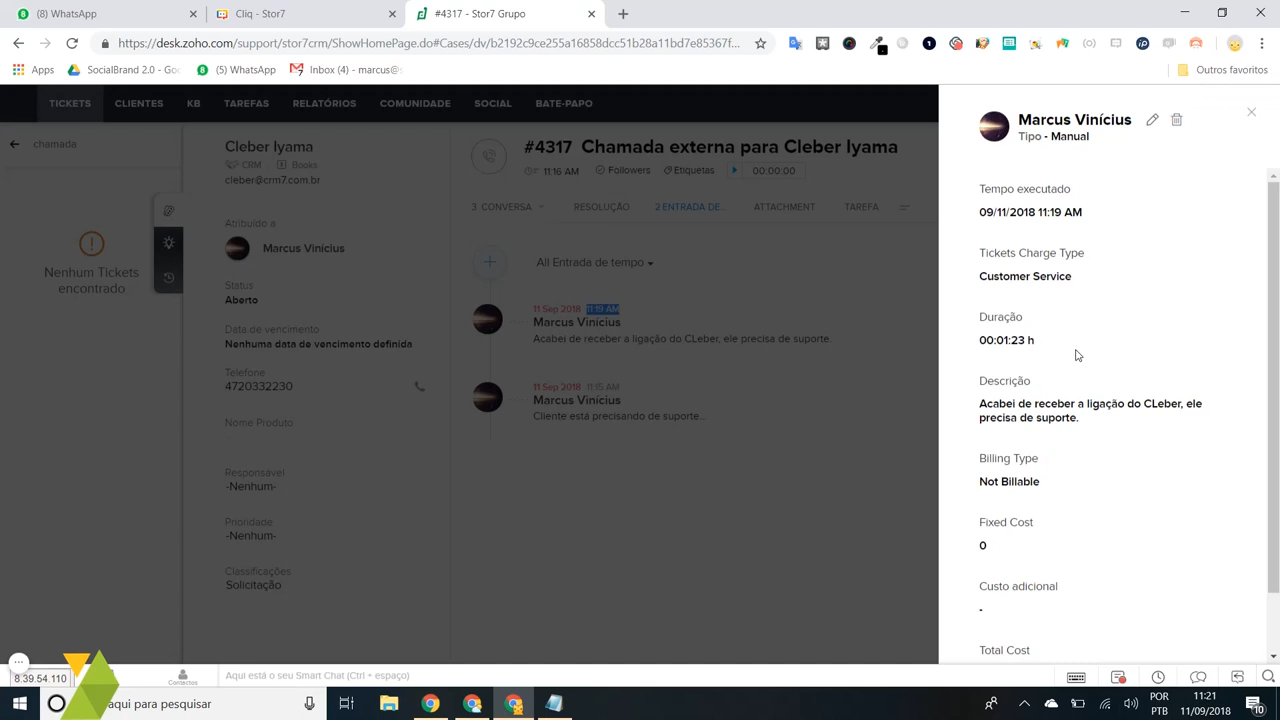 (8) WhatsApp
Cliq - Stor7
#4317 - Stor7 Grupo
https://desk.zoho.com/support/stor7crm/ShowHomePage.do#Cases/dv/b2192c9ce255a16858dcc51b28a11bd7e85367f...
Apps
SocialBrand 2.0 - Go
(5) WhatsApp
Inbox (4) - marcus@s
Outros favoritos
TICKETS CLIENTES KB TAREFAS RELATÓRIOS COMUNIDADE SOCIAL BATE-PAPO
chamada
Nenhum Tickets
encontrado
Cleber Iyama
CRM Books
cleber@crm7.com.br
Atribuído a
Marcus Vinícius
Status
Aberto
Data de vencimento
Nenhuma data de vencimento definida
Telefone
4720332230
Nome Produto
Responsável
-Nenhum-
Prioridade
-Nenhum-
Classificações
Solicitação
#4317 Chamada externa para Cleber Iyama
11:16 AM Followers Etiquetas 00:00:00
3 CONVERSA RESOLUÇÃO 2 ENTRADA DE... ATTACHMENT TAREFA
All Entrada de tempo
11 Sep 2018 11:19 AM
Marcus Vinícius
Acabei de receber a ligação do CLeber, ele precisa de suporte.
11 Sep 2018 11:15 AM
Marcus Vinícius
Cliente está precisando de suporte...
Marcus Vinícius
Tipo - Manual
Tempo executado
09/11/2018 11:19 AM
Tickets Charge Type
Customer Service
Duração
00:01:23 h
Descrição
Acabei de receber a ligação do CLeber, ele
precisa de suporte.
Billing Type
Not Billable
Fixed Cost
0
Custo adicional
-
Total Cost
8.39.54.110
Contactos
Aqui está o seu Smart Chat (Ctrl + espaço)
aqui para pesquisar
POR
PTB
11:21
11/09/2018
10